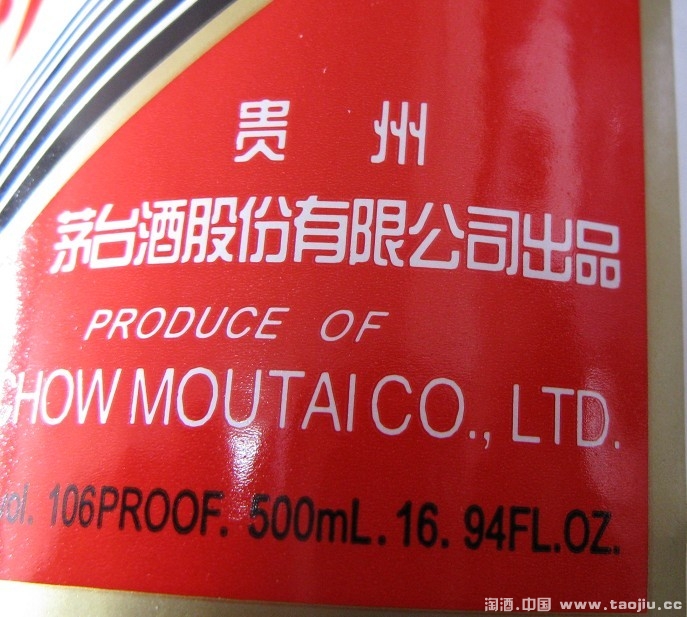 贵 州
茅台酒股份有限公司出品
PRODUCE OF
CHOW MOUTAI CO., LTD.
vol. 106PROOF. 500mL. 16. 94FL.OZ.
淘酒.中国 www.taojiu.cc